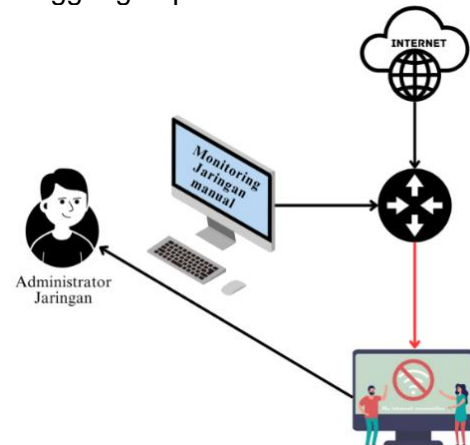 INTERNET
Monitoring
Jaringan
manual
Administrator
Jaringan